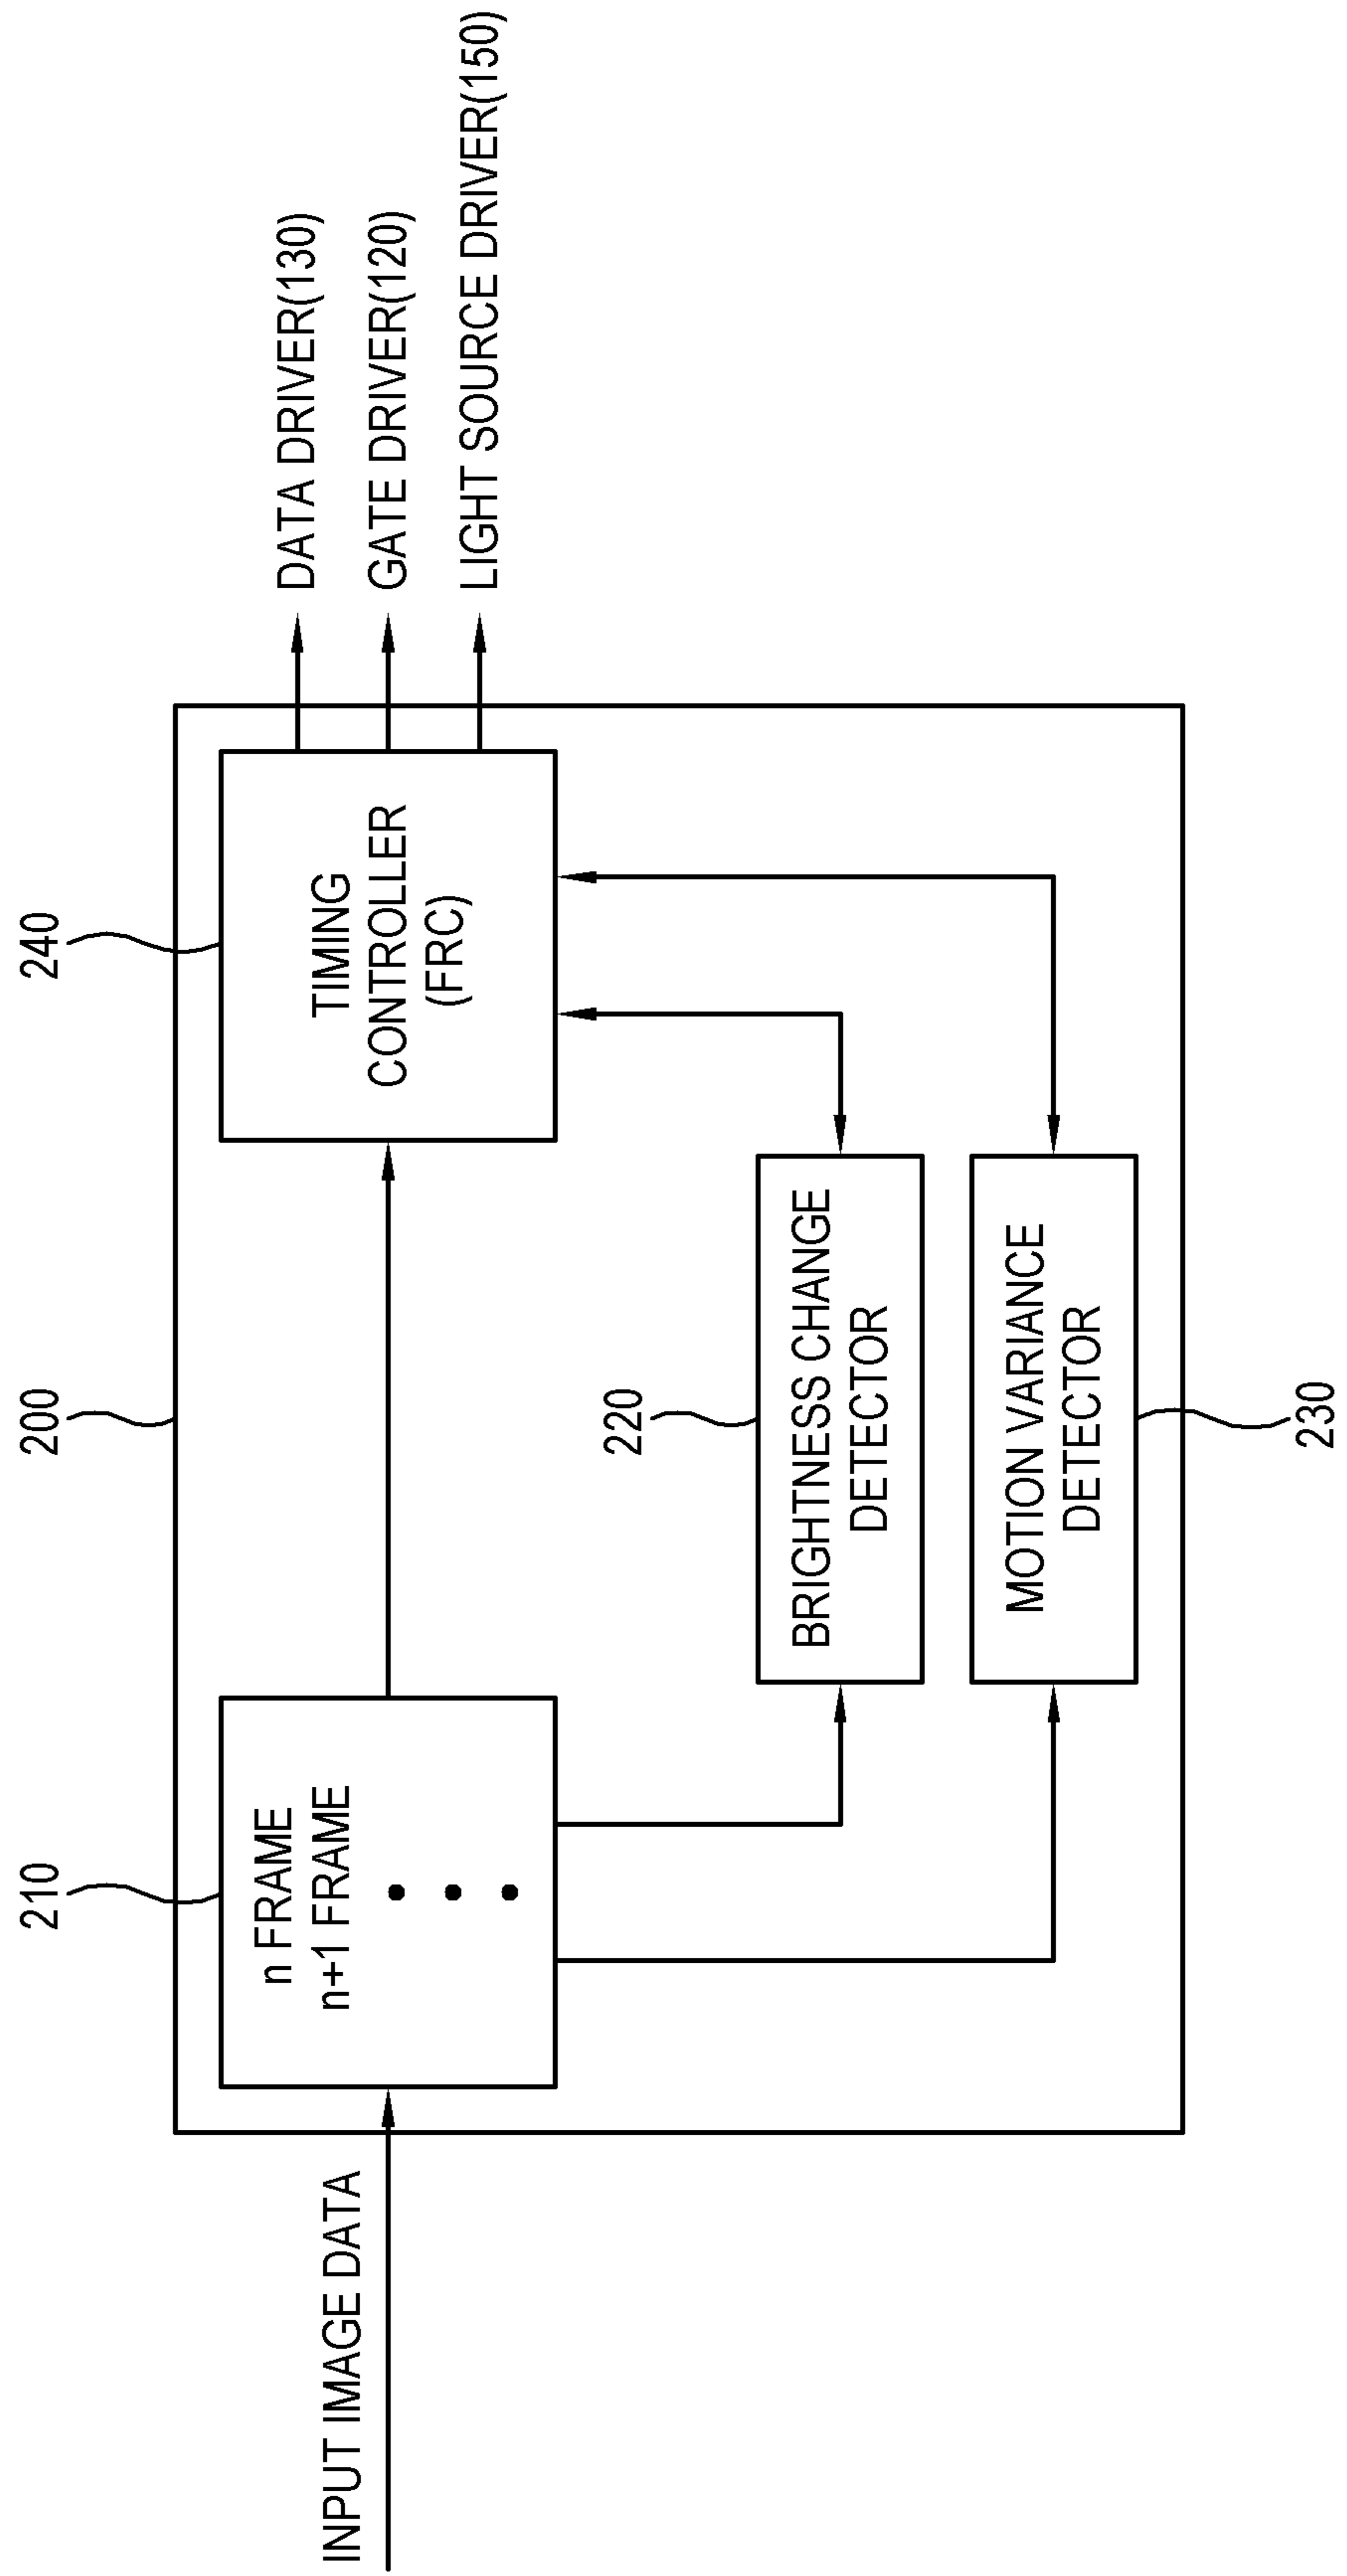 200
210
240
INPUT IMAGE DATA
n FRAME
n+1 FRAME
TIMING
CONTROLLER
(FRC)
DATA DRIVER(130)
GATE DRIVER(120)
LIGHT SOURCE DRIVER(150)
220
BRIGHTNESS CHANGE
DETECTOR
MOTION VARIANCE
DETECTOR
230